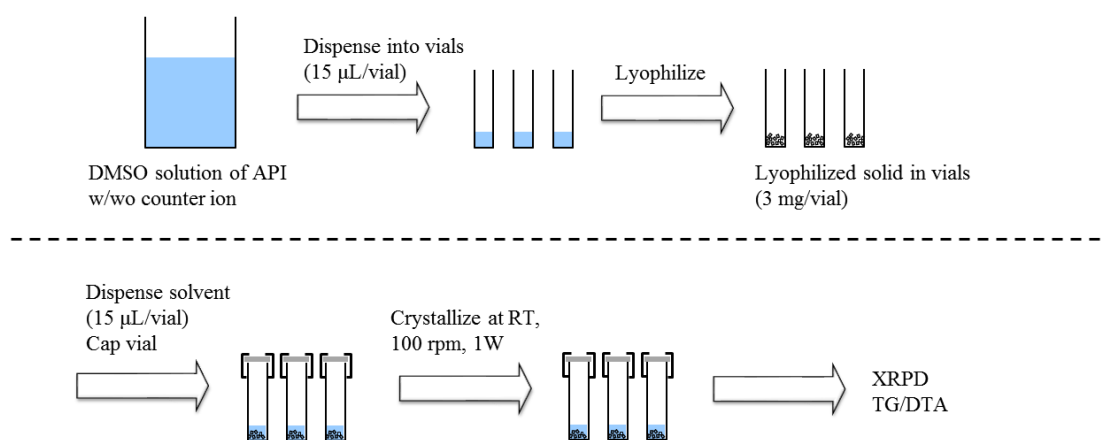 Dispense into vials
(15 μL/vial)
Lyophilize
DMSO solution of API
w/wo counter ion
Lyophilized solid in vials
(3 mg/vial)
Dispense solvent
(15 μL/vial)
Cap vial
Crystallize at RT,
100 rpm, 1W
XRPD
TG/DTA